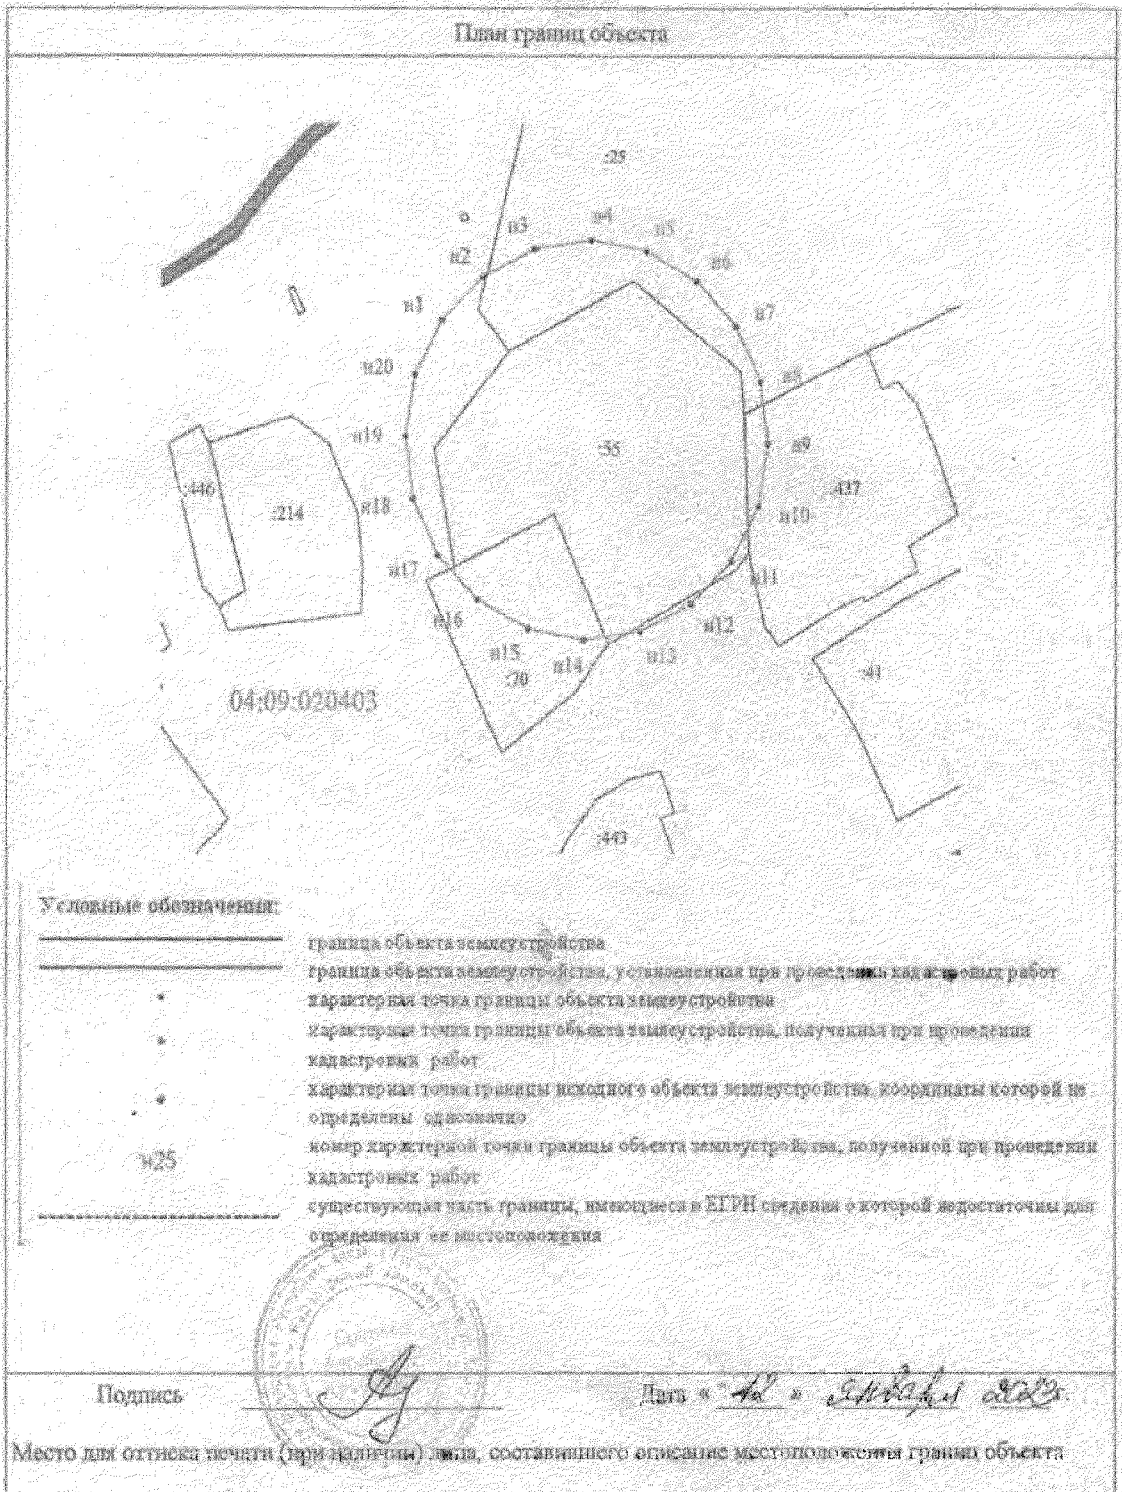 План границ объекта
:25
н4
н3
н5
н2
н6
н1
н7
н20
н8
н19
:55
н9
:446
:214
н18
:437
н10
н17
н11
н16
н12
н15
н14
н13
:70
:41
04:09:020403
:443
Условные обозначения:
граница объекта землеустройства
граница объекта землеустройства, установленная при проведении кадастровых работ
характерная точка границы объекта землеустройства
характерная точка границы объекта землеустройства, полученная при проведении
кадастровых работ
характерная точка границы исходного объекта землеустройства, координаты которой не
определены однозначно
номер характерной точки границы объекта землеустройства, полученной при проведении
н25
кадастровых работ
существующая часть границы, имеющиеся в ЕГРН сведения о которой недостаточны для
определения ее местоположения
Подпись Дата « 12 » января 2023г.
Место для оттиска печати (при наличии) лица, составившего описание местоположения границ объекта